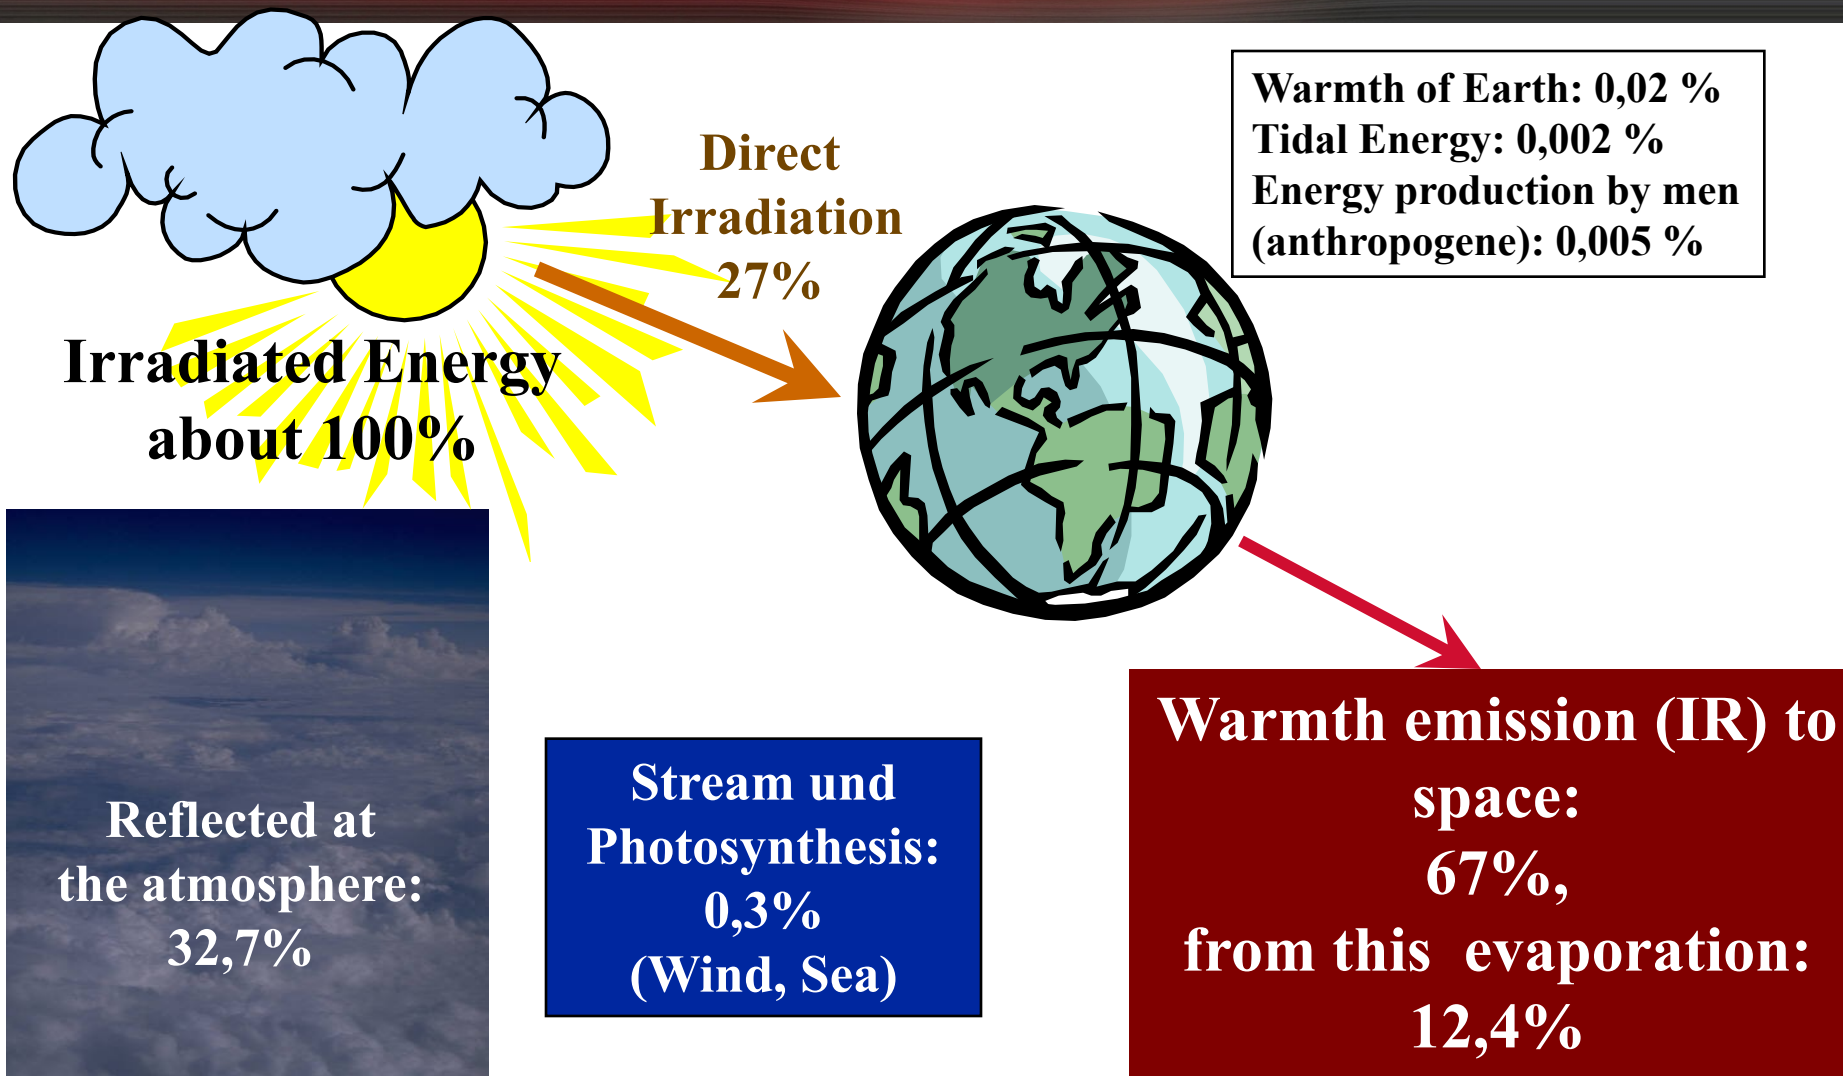 Warmth of Earth: 0,02 %
Tidal Energy: 0,002 %
Energy production by men
(anthropogene): 0,005 %
Direct
Irradiation
27%
Irradiated Energy
about 100%
Reflected at
the atmosphere:
32,7%
Stream und
Photosynthesis:
0,3%
(Wind, Sea)
Warmth emission (IR) to
space:
67%,
from this  evaporation:
12,4%